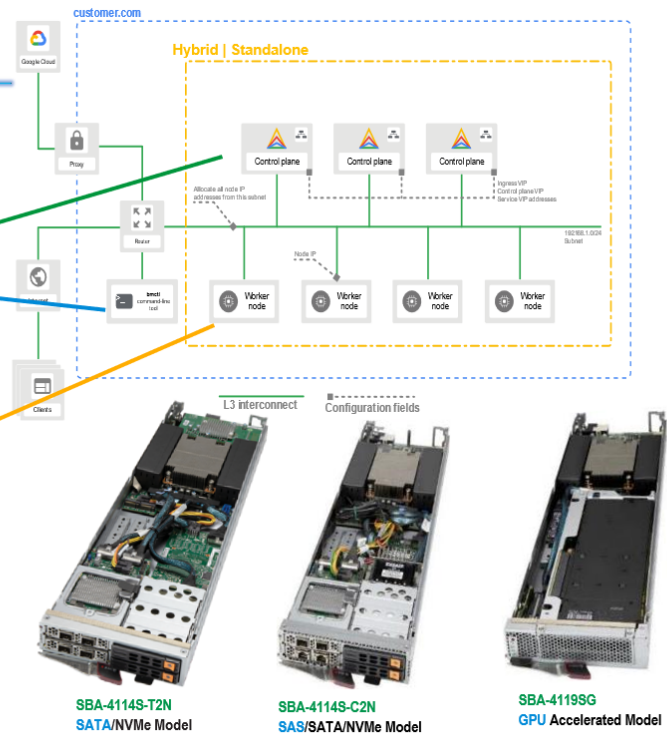 customer.com
Hybrid | Standalone
Google Cloud
Proxy
Control plane
Control plane
Control plane
Allocate all node IP
addresses from this subnet
Ingress VIP
Control plane VIP
Service VIP addresses
Router
192.168.1.0/24
Subnet
Node IP
bmctl
command-line
tool
Worker
node
Worker
node
Worker
node
Worker
node
Clients
L3 interconnect
Configuration fields
SBA-4114S-T2N
SATA/NVMe Model
SBA-4114S-C2N
SAS/SATA/NVMe Model
SBA-4119SG
GPU Accelerated Model